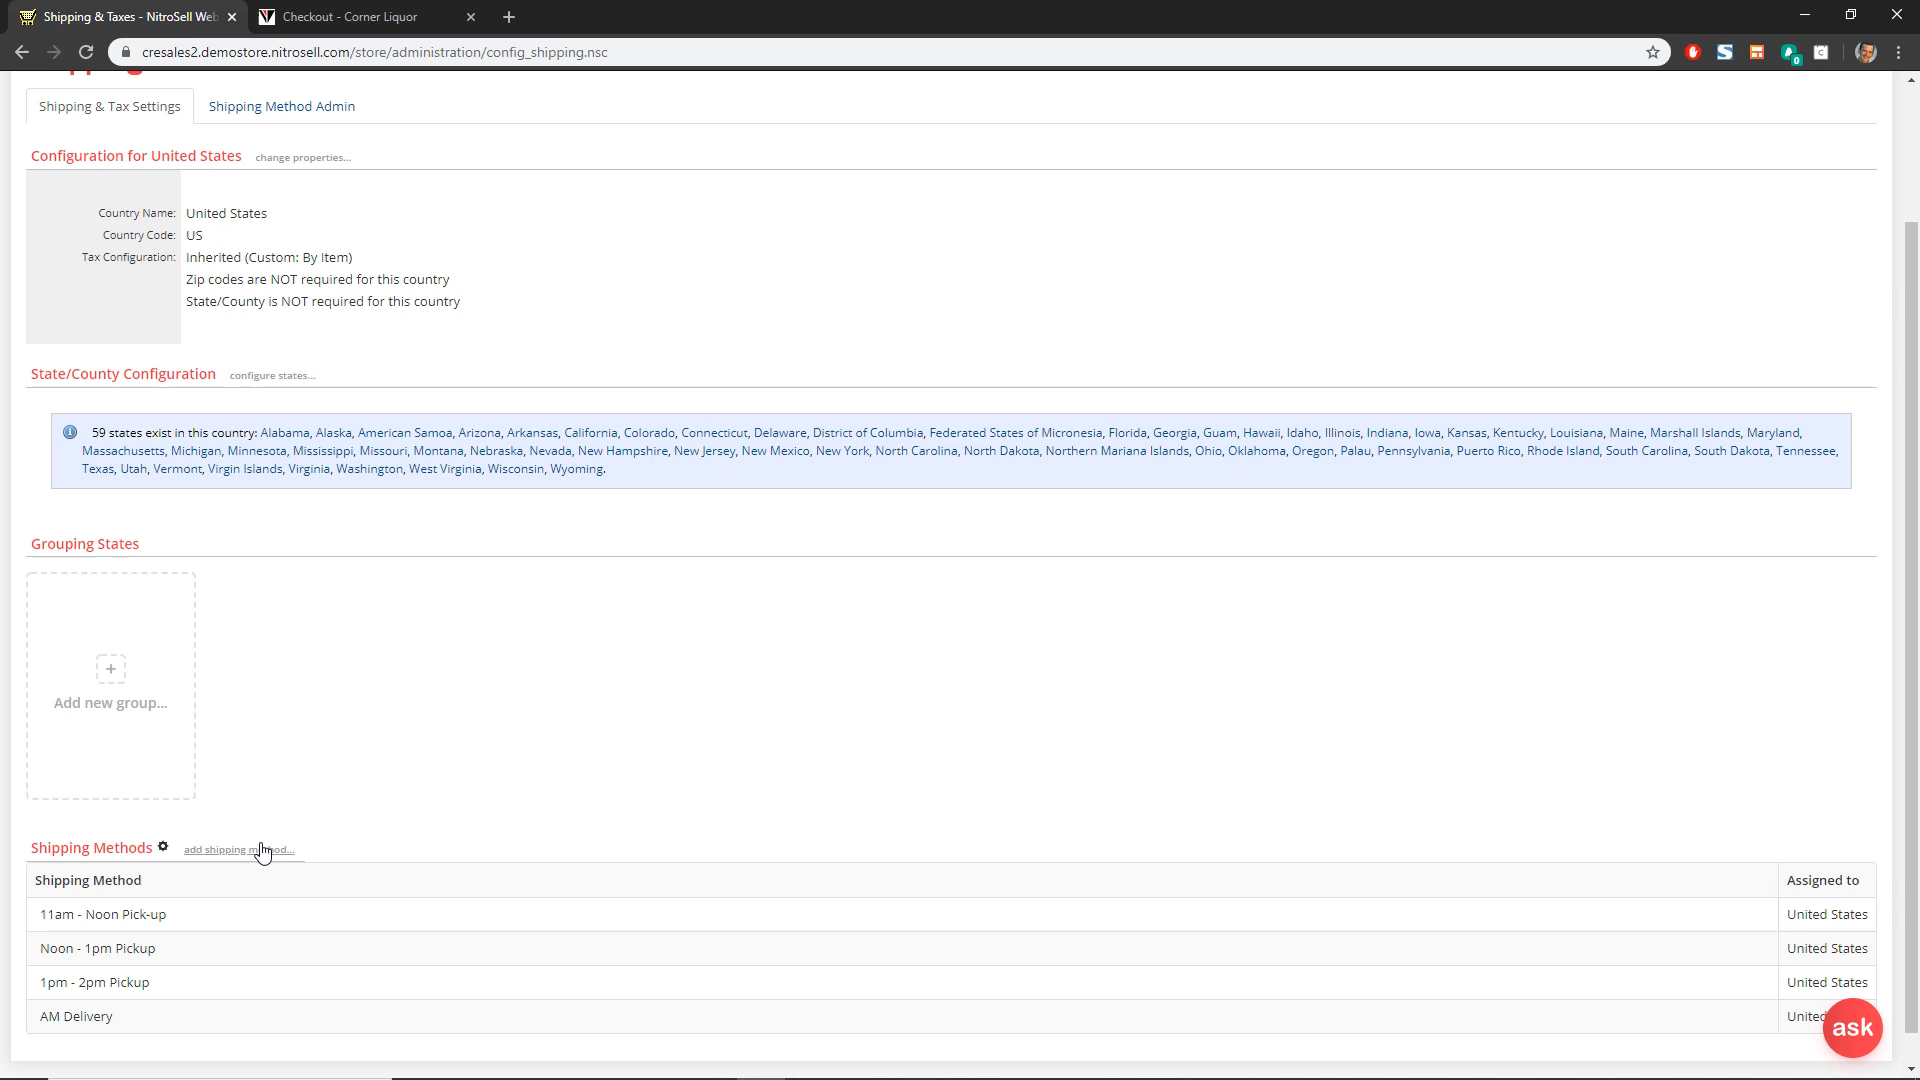 Shipping & Taxes - NitroSell Web
Checkout - Corner Liquor
cresales2.demostore.nitrosell.com/store/administration/config_shipping.nsc
0
C
Shipping & Tax Settings
Shipping Method Admin
Configuration for United States change properties...
Country Name: United States
Country Code: US
Tax Configuration: Inherited (Custom: By Item)
Zip codes are NOT required for this country
State/County is NOT required for this country
State/County Configuration configure states...
59 states exist in this country: Alabama, Alaska, American Samoa, Arizona, Arkansas, California, Colorado, Connecticut, Delaware, District of Columbia, Federated States of Micronesia, Florida, Georgia, Guam, Hawaii, Idaho, Illinois, Indiana, Iowa, Kansas, Kentucky, Louisiana, Maine, Marshall Islands, Maryland,
Massachusetts, Michigan, Minnesota, Mississippi, Missouri, Montana, Nebraska, Nevada, New Hampshire, New Jersey, New Mexico, New York, North Carolina, North Dakota, Northern Mariana Islands, Ohio, Oklahoma, Oregon, Palau, Pennsylvania, Puerto Rico, Rhode Island, South Carolina, South Dakota, Tennessee,
Texas, Utah, Vermont, Virgin Islands, Virginia, Washington, West Virginia, Wisconsin, Wyoming.
Grouping States
+
Add new group...
Shipping Methods add shipping method...
Shipping Method Assigned to
11am - Noon Pick-up United States
Noon - 1pm Pickup United States
1pm - 2pm Pickup United States
AM Delivery United
ask